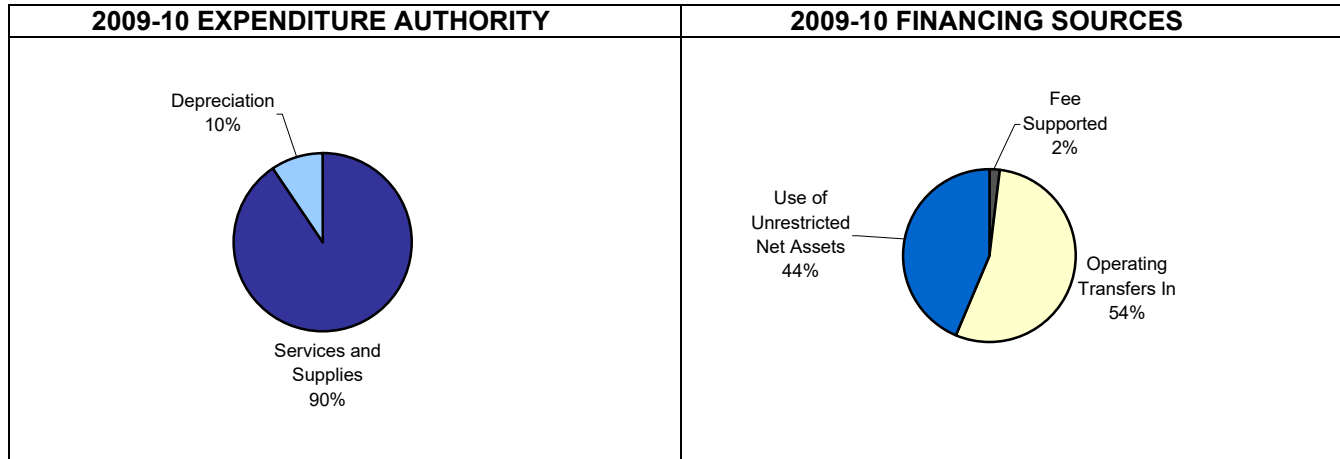 2009-10 EXPENDITURE AUTHORITY
2009-10 FINANCING SOURCES
Depreciation
10%
Services and
Supplies
90%
Fee
Supported
2%
Use of
Unrestricted
Net Assets
44%
Operating
Transfers In
54%